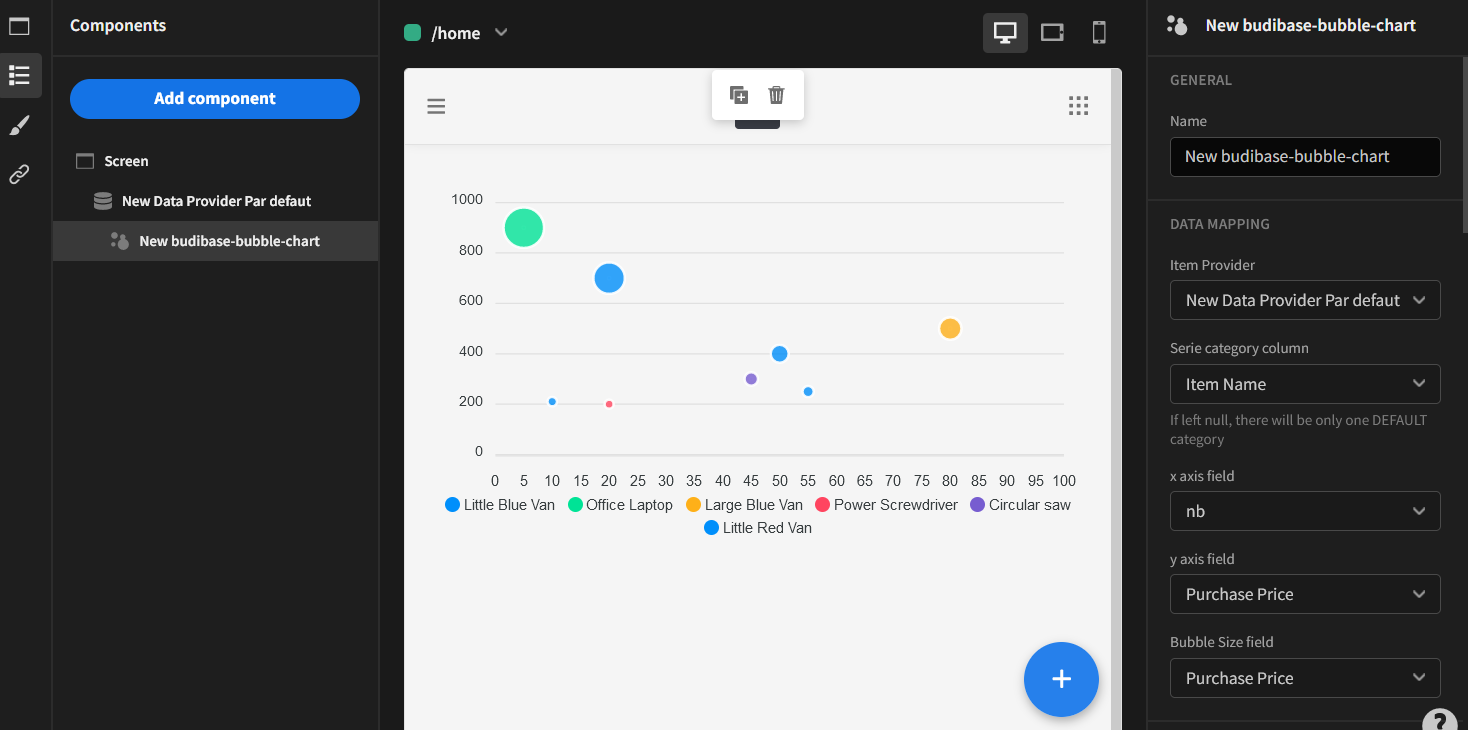 Components
Add component
Screen
New Data Provider Par defaut
New budibase-bubble-chart
/home
1000
800
600
400
200
0
0 5 10 15 20 25 30 35 40 45 50 55 60 65 70 75 80 85 90 95 100
Little Blue Van Office Laptop Large Blue Van Power Screwdriver Circular saw
Little Red Van
New budibase-bubble-chart
GENERAL
Name
New budibase-bubble-chart
DATA MAPPING
Item Provider
New Data Provider Par defaut
Serie category column
Item Name
If left null, there will be only one DEFAULT
category
x axis field
nb
y axis field
Purchase Price
Bubble Size field
Purchase Price
?